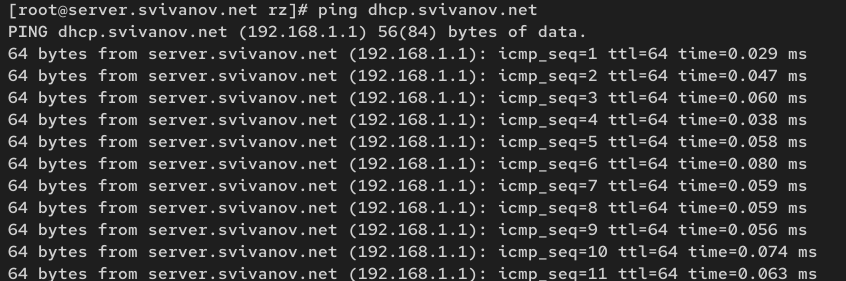 [root@server.svivanov.net rz]# ping dhcp.svivanov.net
PING dhcp.svivanov.net (192.168.1.1) 56(84) bytes of data.
64 bytes from server.svivanov.net (192.168.1.1): icmp_seq=1 ttl=64 time=0.029 ms
64 bytes from server.svivanov.net (192.168.1.1): icmp_seq=2 ttl=64 time=0.047 ms
64 bytes from server.svivanov.net (192.168.1.1): icmp_seq=3 ttl=64 time=0.060 ms
64 bytes from server.svivanov.net (192.168.1.1): icmp_seq=4 ttl=64 time=0.038 ms
64 bytes from server.svivanov.net (192.168.1.1): icmp_seq=5 ttl=64 time=0.058 ms
64 bytes from server.svivanov.net (192.168.1.1): icmp_seq=6 ttl=64 time=0.080 ms
64 bytes from server.svivanov.net (192.168.1.1): icmp_seq=7 ttl=64 time=0.059 ms
64 bytes from server.svivanov.net (192.168.1.1): icmp_seq=8 ttl=64 time=0.059 ms
64 bytes from server.svivanov.net (192.168.1.1): icmp_seq=9 ttl=64 time=0.056 ms
64 bytes from server.svivanov.net (192.168.1.1): icmp_seq=10 ttl=64 time=0.074 ms
64 bytes from server.svivanov.net (192.168.1.1): icmp_seq=11 ttl=64 time=0.063 ms